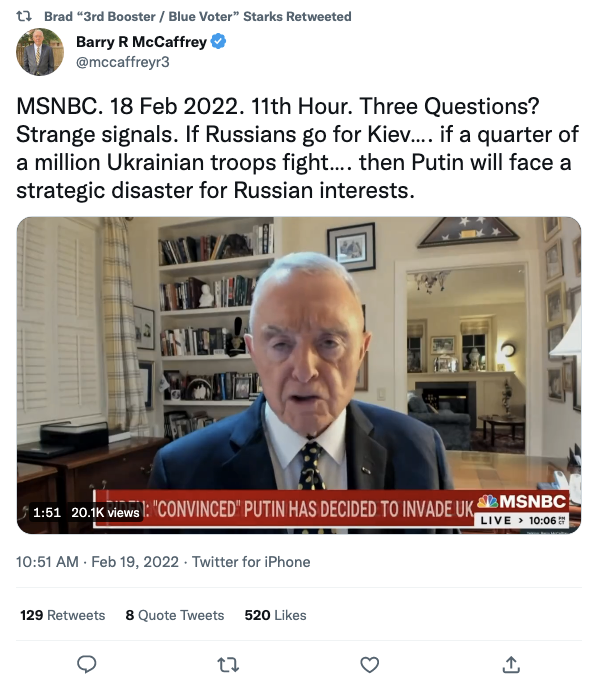 Brad “3rd Booster / Blue Voter” Starks Retweeted
Barry R McCaffrey
@mccaffreyr3
MSNBC. 18 Feb 2022. 11th Hour. Three Questions?
Strange signals. If Russians go for Kiev.... if a quarter of
a million Ukrainian troops fight.... then Putin will face a
strategic disaster for Russian interests.
1:51 20.1K views : "CONVINCED" PUTIN HAS DECIDED TO INVADE UK
MSNBC
LIVE > 10:06 PM CT
10:51 AM · Feb 19, 2022 · Twitter for iPhone
129 Retweets 8 Quote Tweets 520 Likes